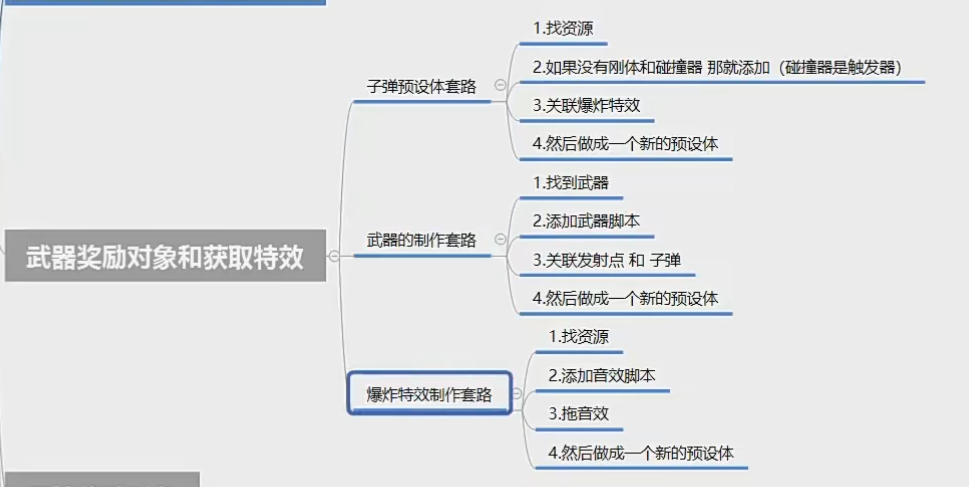 武器奖励对象和获取特效
子弹预设体套路
1.找资源
2.如果没有刚体和碰撞器 那就添加（碰撞器是触发器）
3.关联爆炸特效
4.然后做成一个新的预设体
武器的制作套路
1.找到武器
2.添加武器脚本
3.关联发射点 和 子弹
4.然后做成一个新的预设体
爆炸特效制作套路
1.找资源
2.添加音效脚本
3.拖音效
4.然后做成一个新的预设体